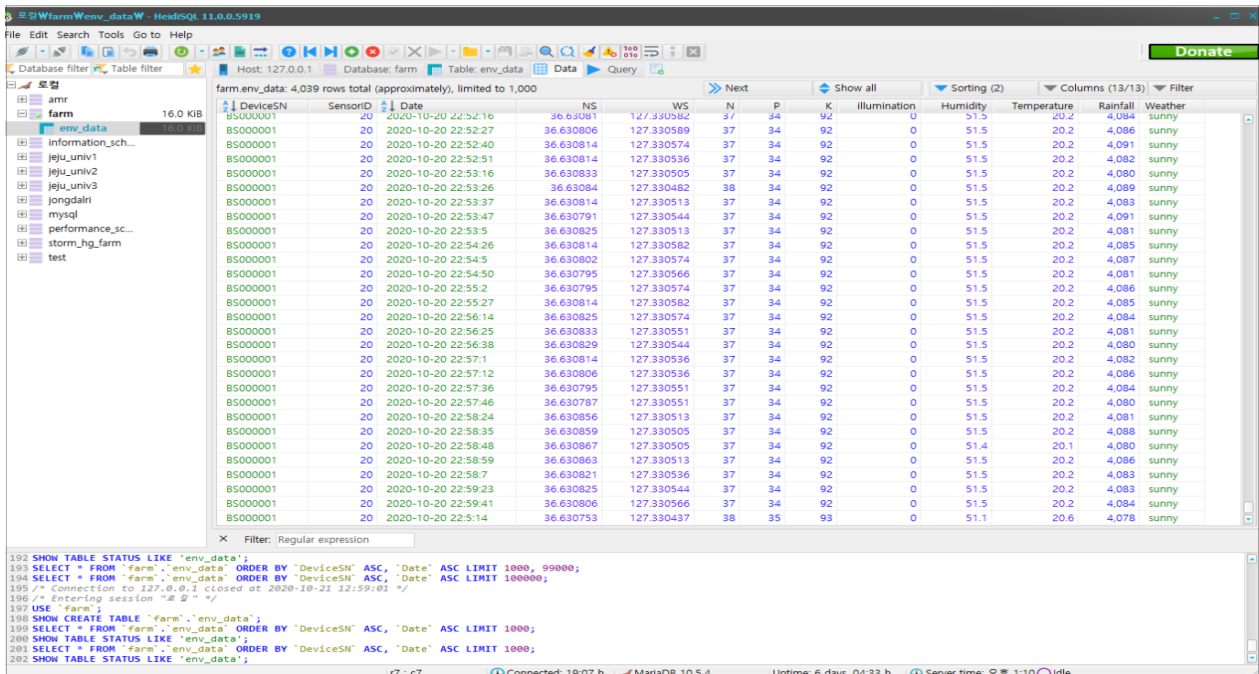 로컬₩farm₩env_data₩ - HeidiSQL 11.0.0.5919
File Edit Search Tools Go to Help
Donate
Database filter Table filter Host: 127.0.0.1 Database: farm Table: env_data Data Query
로컬
amr
farm 16.0 KiB
env_data 16.0 KiB
information_sch...
jeju_univ1
jeju_univ2
jeju_univ3
jongdalri
mysql
performance_sc...
storm_hg_farm
test
farm.env_data: 4,039 rows total (approximately), limited to 1,000 Next Show all Sorting (2) Columns (13/13) Filter
DeviceSN SensorID Date NS WS N P K illumination Humidity Temperature Rainfall Weather
BS000001 20 2020-10-20 22:52:16 36.63081 127.330582 37 34 92 0 51.5 20.2 4,084 sunny
BS000001 20 2020-10-20 22:52:27 36.630806 127.330589 37 34 92 0 51.5 20.2 4,086 sunny
BS000001 20 2020-10-20 22:52:40 36.630814 127.330574 37 34 92 0 51.5 20.2 4,091 sunny
BS000001 20 2020-10-20 22:52:51 36.630814 127.330536 37 34 92 0 51.5 20.2 4,082 sunny
BS000001 20 2020-10-20 22:53:16 36.630833 127.330505 37 34 92 0 51.5 20.2 4,080 sunny
BS000001 20 2020-10-20 22:53:26 36.63084 127.330482 38 34 92 0 51.5 20.2 4,089 sunny
BS000001 20 2020-10-20 22:53:37 36.630814 127.330513 37 34 92 0 51.5 20.2 4,083 sunny
BS000001 20 2020-10-20 22:53:47 36.630791 127.330544 37 34 92 0 51.5 20.2 4,091 sunny
BS000001 20 2020-10-20 22:53:5 36.630825 127.330513 37 34 92 0 51.5 20.2 4,081 sunny
BS000001 20 2020-10-20 22:54:26 36.630814 127.330582 37 34 92 0 51.5 20.2 4,085 sunny
BS000001 20 2020-10-20 22:54:5 36.630802 127.330574 37 34 92 0 51.5 20.2 4,087 sunny
BS000001 20 2020-10-20 22:54:50 36.630795 127.330566 37 34 92 0 51.5 20.2 4,081 sunny
BS000001 20 2020-10-20 22:55:2 36.630795 127.330574 37 34 92 0 51.5 20.2 4,086 sunny
BS000001 20 2020-10-20 22:55:27 36.630814 127.330582 37 34 92 0 51.5 20.2 4,085 sunny
BS000001 20 2020-10-20 22:56:14 36.630825 127.330574 37 34 92 0 51.5 20.2 4,084 sunny
BS000001 20 2020-10-20 22:56:25 36.630833 127.330551 37 34 92 0 51.5 20.2 4,081 sunny
BS000001 20 2020-10-20 22:56:38 36.630829 127.330544 37 34 92 0 51.5 20.2 4,080 sunny
BS000001 20 2020-10-20 22:57:1 36.630814 127.330536 37 34 92 0 51.5 20.2 4,082 sunny
BS000001 20 2020-10-20 22:57:12 36.630806 127.330536 37 34 92 0 51.5 20.2 4,086 sunny
BS000001 20 2020-10-20 22:57:36 36.630795 127.330551 37 34 92 0 51.5 20.2 4,084 sunny
BS000001 20 2020-10-20 22:57:46 36.630787 127.330551 37 34 92 0 51.5 20.2 4,080 sunny
BS000001 20 2020-10-20 22:58:24 36.630856 127.330513 37 34 92 0 51.5 20.2 4,081 sunny
BS000001 20 2020-10-20 22:58:35 36.630859 127.330505 37 34 92 0 51.5 20.2 4,088 sunny
BS000001 20 2020-10-20 22:58:48 36.630867 127.330505 37 34 92 0 51.4 20.1 4,080 sunny
BS000001 20 2020-10-20 22:58:59 36.630863 127.330513 37 34 92 0 51.5 20.2 4,086 sunny
BS000001 20 2020-10-20 22:58:7 36.630821 127.330536 37 34 92 0 51.5 20.2 4,083 sunny
BS000001 20 2020-10-20 22:59:23 36.630825 127.330544 37 34 92 0 51.5 20.2 4,083 sunny
BS000001 20 2020-10-20 22:59:41 36.630806 127.330566 37 34 92 0 51.5 20.2 4,084 sunny
BS000001 20 2020-10-20 22:5:14 36.630753 127.330437 38 35 93 0 51.1 20.6 4,078 sunny
Filter: Regular expression
192 SHOW TABLE STATUS LIKE 'env_data';
193 SELECT * FROM `farm`.`env_data` ORDER BY `DeviceSN` ASC, `Date` ASC LIMIT 1000, 99000;
194 SELECT * FROM `farm`.`env_data` ORDER BY `DeviceSN` ASC, `Date` ASC LIMIT 100000;
195 /* Connection to 127.0.0.1 closed at 2020-10-21 12:59:01 */
196 /* Entering session "로컬" */
197 USE `farm`;
198 SHOW CREATE TABLE `farm`.`env_data`;
199 SELECT * FROM `farm`.`env_data` ORDER BY `DeviceSN` ASC, `Date` ASC LIMIT 1000;
200 SHOW TABLE STATUS LIKE 'env_data';
201 SELECT * FROM `farm`.`env_data` ORDER BY `DeviceSN` ASC, `Date` ASC LIMIT 1000;
202 SHOW TABLE STATUS LIKE 'env_data';
r7 : c7 Connected: 19:07 h MariaDB 10.5.4 Uptime: 6 days, 04:33 h Server time: 오후 1:10 Idle